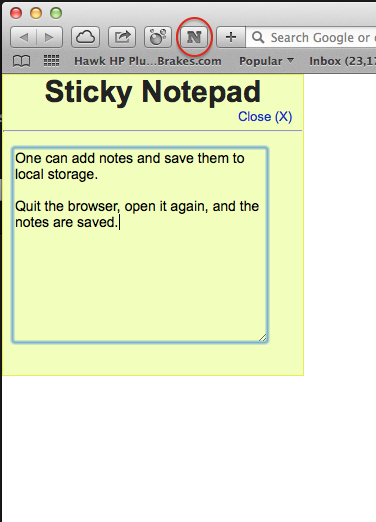 N
Search Google or
Hawk HP Plu...Brakes.com
Popular
Inbox (23,1
Sticky Notepad
Close (X)
One can add notes and save them to
local storage.
Quit the browser, open it again, and the
notes are saved.